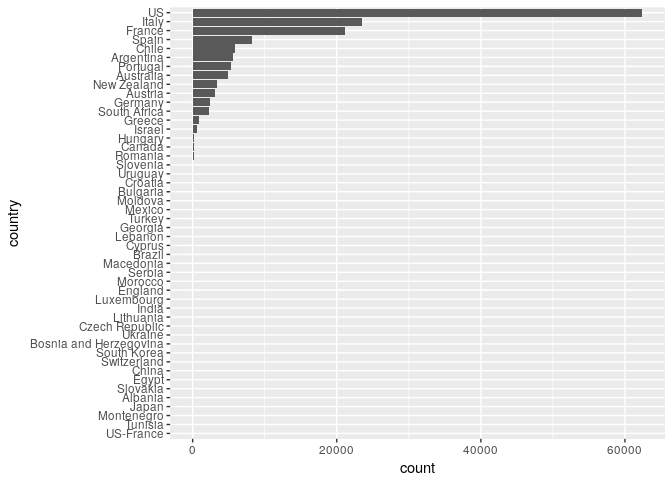 US
Italy
France
Spain
Chile
Argentina
Portugal
Australia
New Zealand
Austria
Germany
South Africa
Greece
Israel
Hungary
Canada
Romania
Slovenia
Uruguay
Croatia
Bulgaria
Moldova
Mexico
Turkey
Georgia
Lebanon
Cyprus
Brazil
Macedonia
Serbia
Morocco
England
Luxembourg
India
Lithuania
Czech Republic
Ukraine
Bosnia and Herzegovina
South Korea
Switzerland
China
Egypt
Slovakia
Albania
Japan
Montenegro
Tunisia
US-France
country
0 20000 40000 60000
count